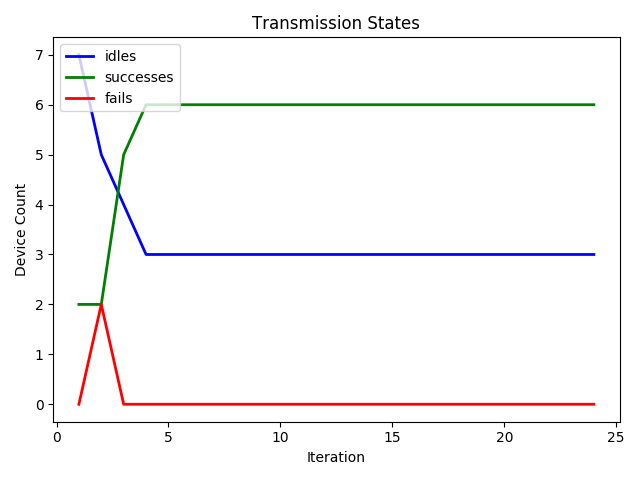 Transmission States
idles
successes
fails
Device Count
7
6
5
4
3
2
1
0
0 5 10 15 20 25
Iteration